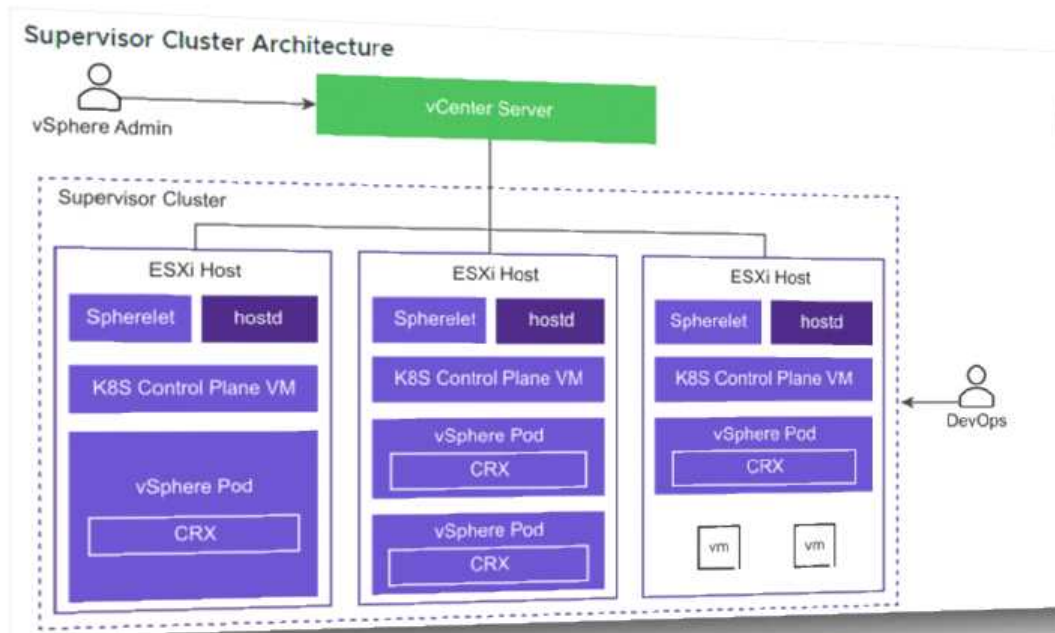 Supervisor Cluster Architecture
vSphere Admin
vCenter Server
Supervisor Cluster
ESXi Host
Spherelet
hostd
K8S Control Plane VM
vSphere Pod
CRX
ESXi Host
Spherelet
hostd
K8S Control Plane VM
vSphere Pod
CRX
vSphere Pod
CRX
ESXi Host
Spherelet
hostd
K8S Control Plane VM
vSphere Pod
CRX
vm
vm
DevOps